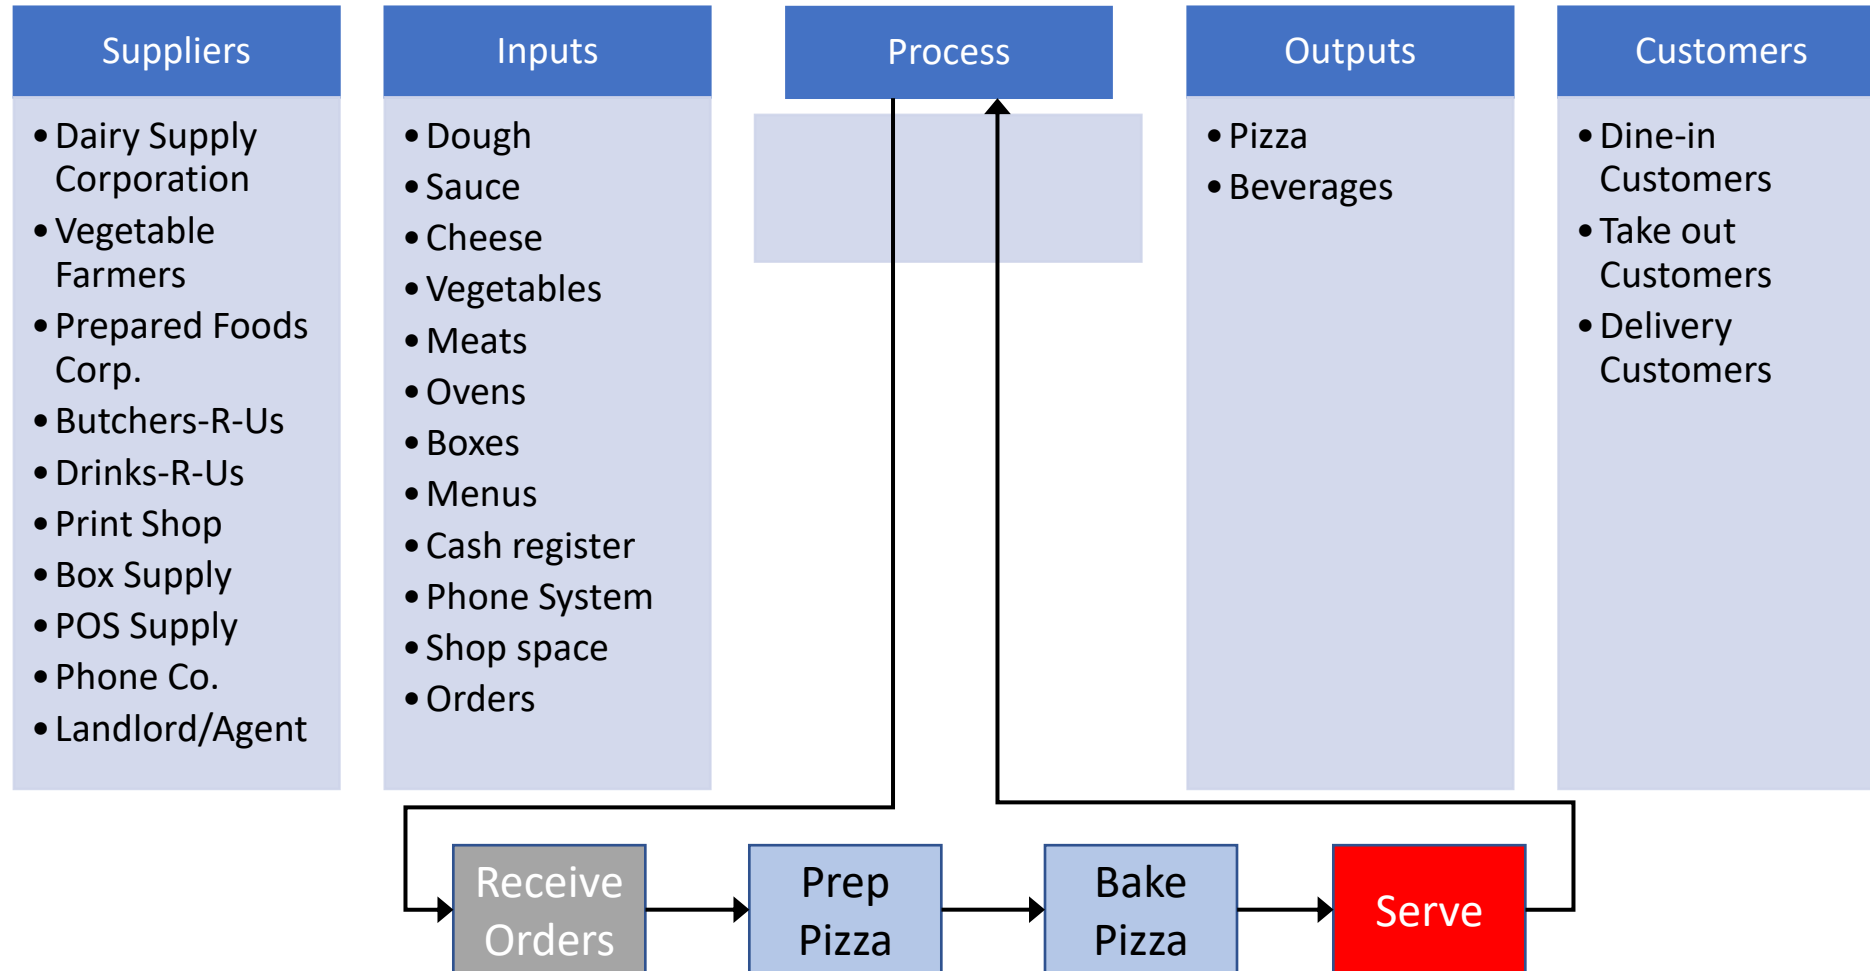 Suppliers
• Dairy Supply
Corporation
• Vegetable
Farmers
• Prepared Foods
Corp.
• Butchers-R-Us
• Drinks-R-Us
• Print Shop
• Box Supply
• POS Supply
• Phone Co.
• Landlord/Agent
Inputs
• Dough
• Sauce
• Cheese
• Vegetables
• Meats
• Ovens
• Boxes
• Menus
• Cash register
• Phone System
• Shop space
• Orders
Process
Outputs
• Pizza
• Beverages
Customers
• Dine-in
Customers
• Take out
Customers
• Delivery
Customers
Receive
Orders
Prep
Pizza
Bake
Pizza
Serve